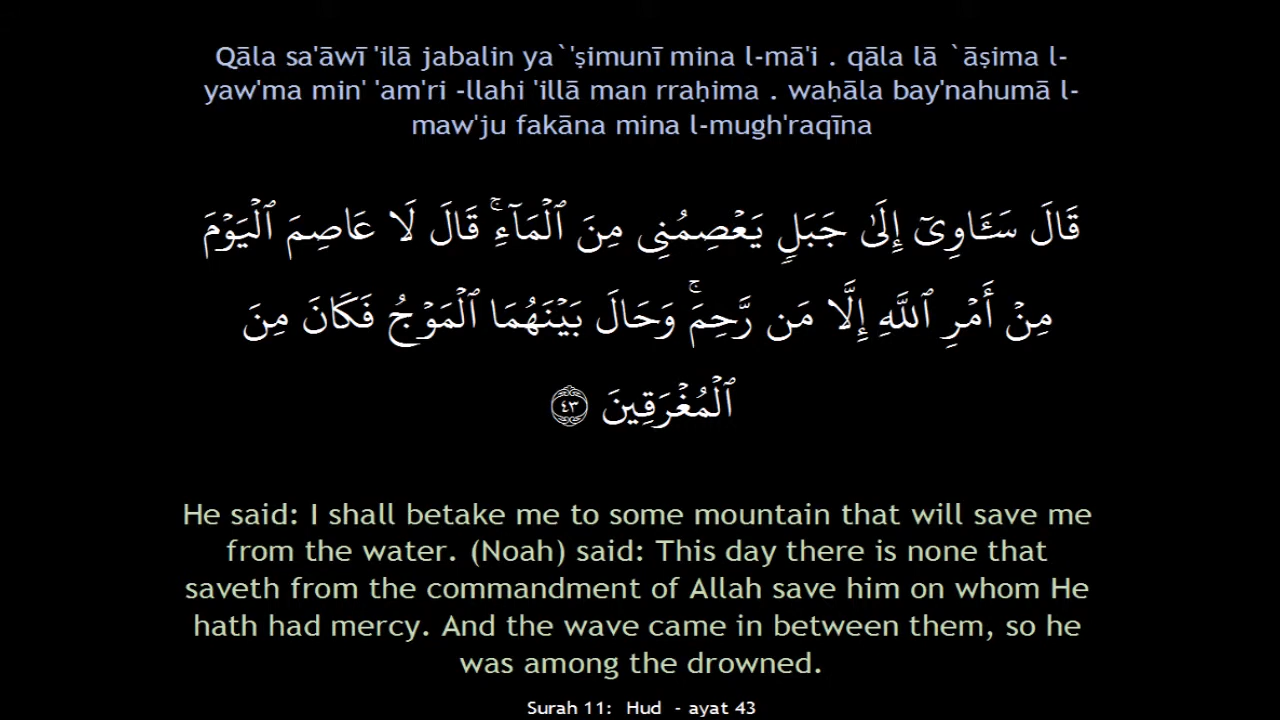 Qāla sa'āwī 'ilā jabalin ya`'ṣimunī mina l-mā'i . qāla lā `āṣima l-
yaw'ma min' 'am'ri -llahi 'illā man rraḥima . waḥāla bay'nahumā l-
maw'ju fakāna mina l-mugh'raqīna
قَالَ سَـَٔاوِىٓ إِلَىٰ جَبَلٍ يَعْصِمُنِى مِنَ ٱلْمَآءِ ۚ قَالَ لَا عَاصِمَ ٱلْيَوْمَ
مِنْ أَمْرِ ٱللَّهِ إِلَّا مَن رَّحِمَ ۚ وَحَالَ بَيْنَهُمَا ٱلْمَوْجُ فَكَانَ مِنَ
ٱلْمُغْرَقِينَ ٤٣
He said: I shall betake me to some mountain that will save me
from the water. (Noah) said: This day there is none that
saveth from the commandment of Allah save him on whom He
hath had mercy. And the wave came in between them, so he
was among the drowned.
Surah 11: Hud - ayat 43